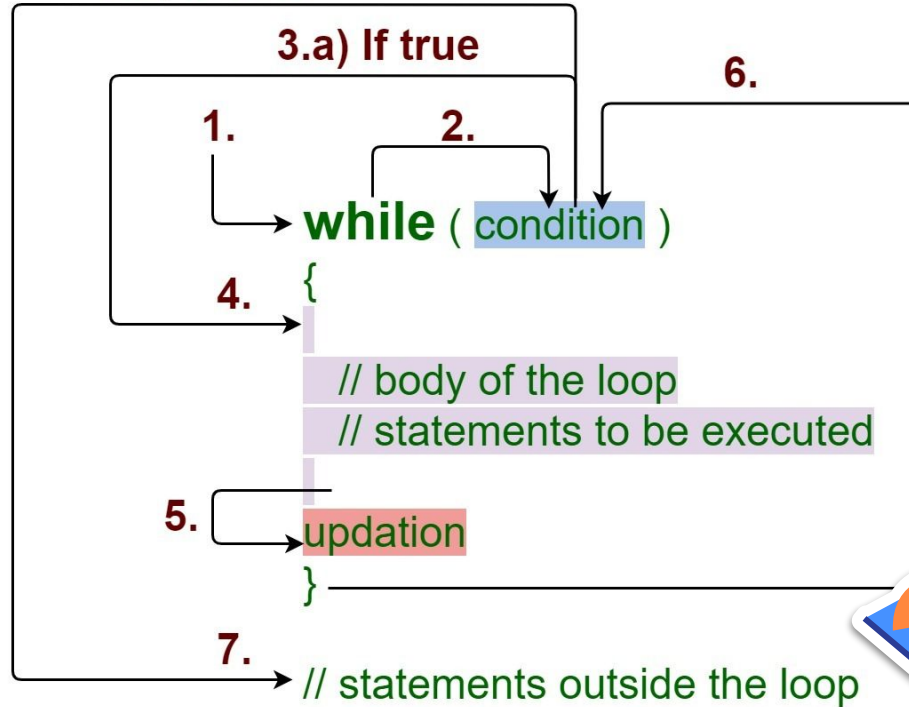 3.a) If true
6.
1.
2.
while ( condition )
{
4.
// body of the loop
// statements to be executed
5.
updation
}
7.
// statements outside the loop